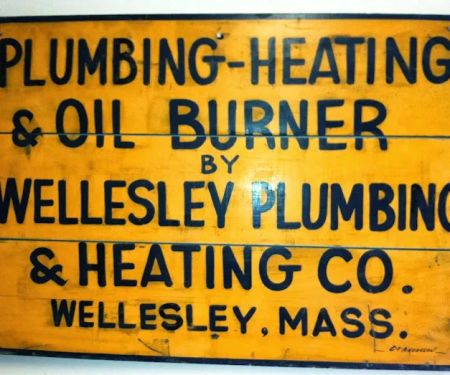 PLUMBING-HEATING
& OIL BURNER
BY
WELLESLEY PLUMBING
& HEATING CO.
WELLESLEY, MASS.